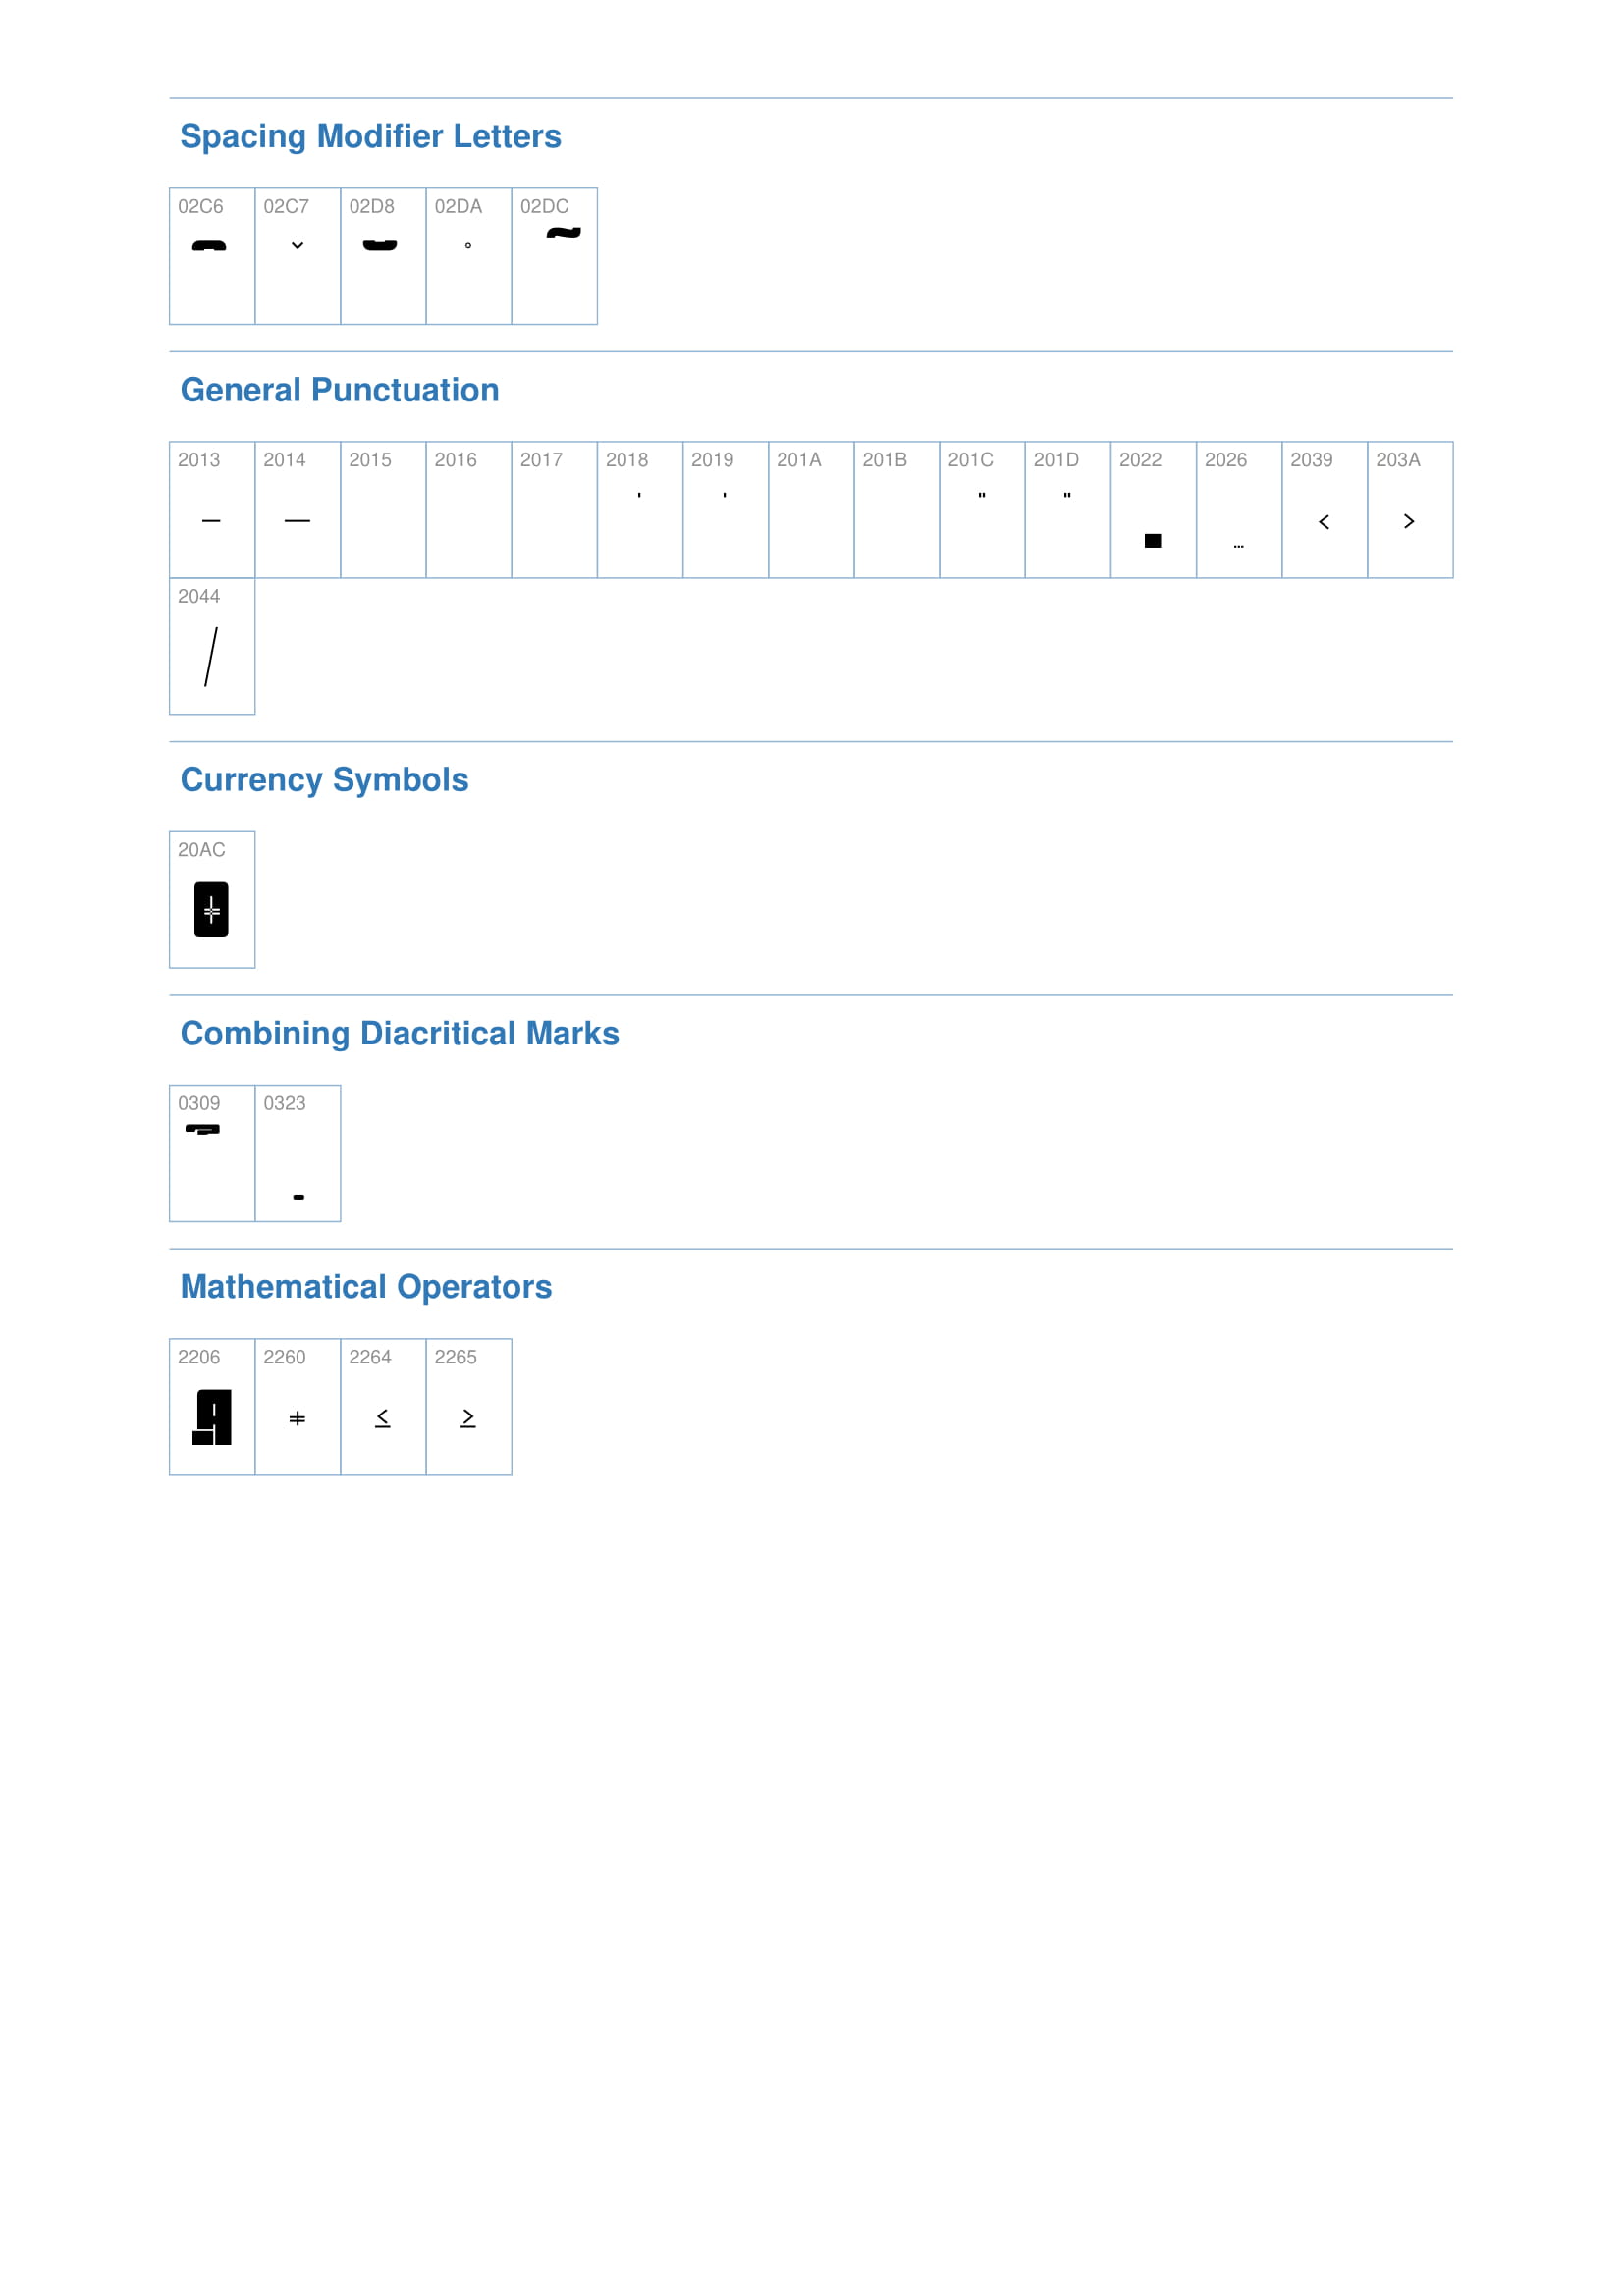 Spacing Modifier Letters
02C6 02C7 02D8 02DA 02DC
ˇ ˘ ˚ ˜
General Punctuation
2013 2014 2015 2016 2017 2018 2019 201A 201B 201C 201D 2022 2026 2039 203A
– — ' ' " " ■ … ‹ ›
2044
⁄
Currency Symbols
20AC
Combining Diacritical Marks
0309 0323
Mathematical Operators
2206 2260 2264 2265
≠ ≤ ≥